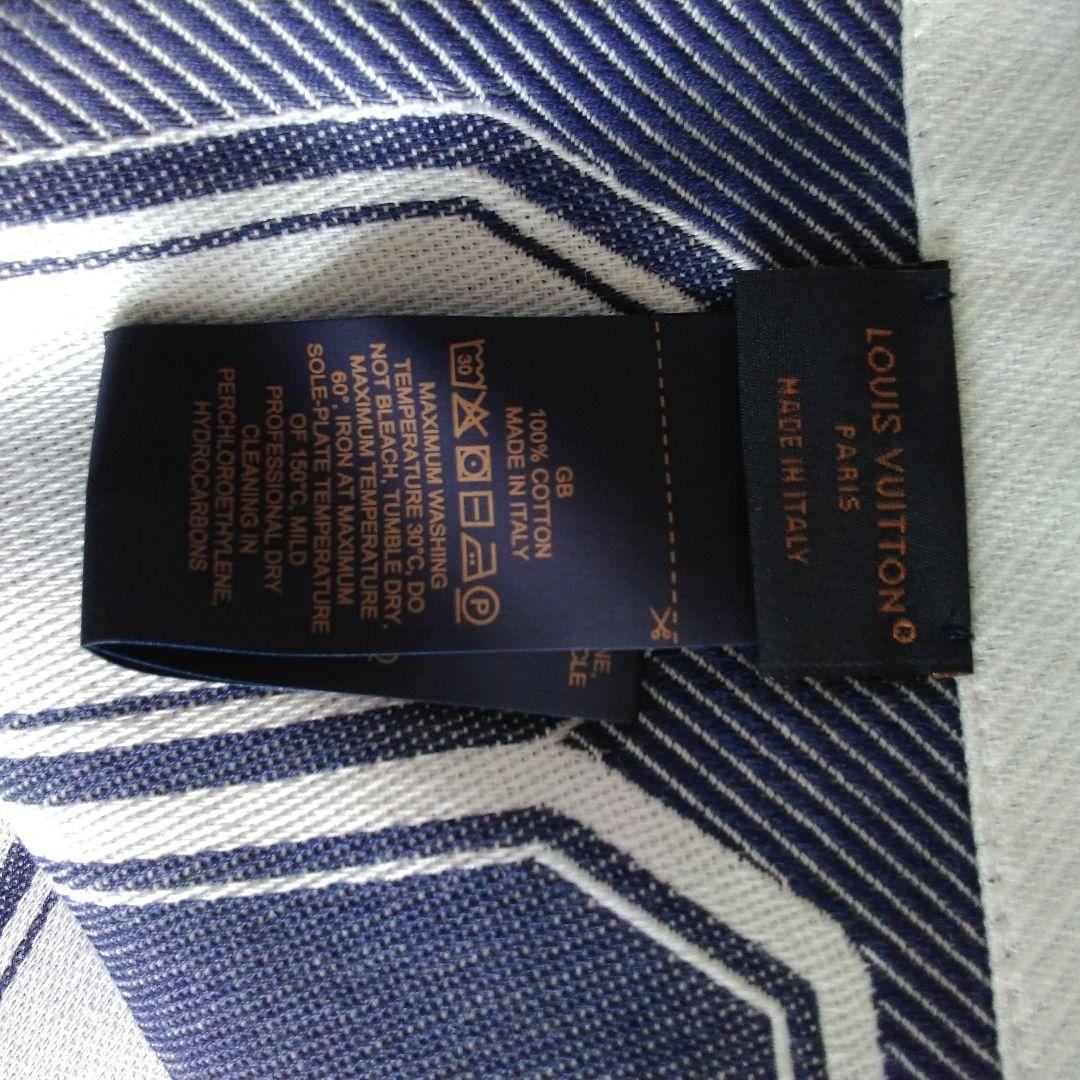 LOUIS VUITTON
PARIS
MADE IN ITALY
GB
100% COTTON
MADE IN ITALY
30 P
MAXIMUM WASHING
TEMPERATURE 30°C, DO
NOT BLEACH, TUMBLE DRY,
MAXIMUM TEMPERATURE
60°, IRON AT MAXIMUM
SOLE-PLATE TEMPERATURE
OF 150°C, MILD
PROFESSIONAL DRY
CLEANING IN
PERCHLOROETHYLENE,
HYDROCARBONS